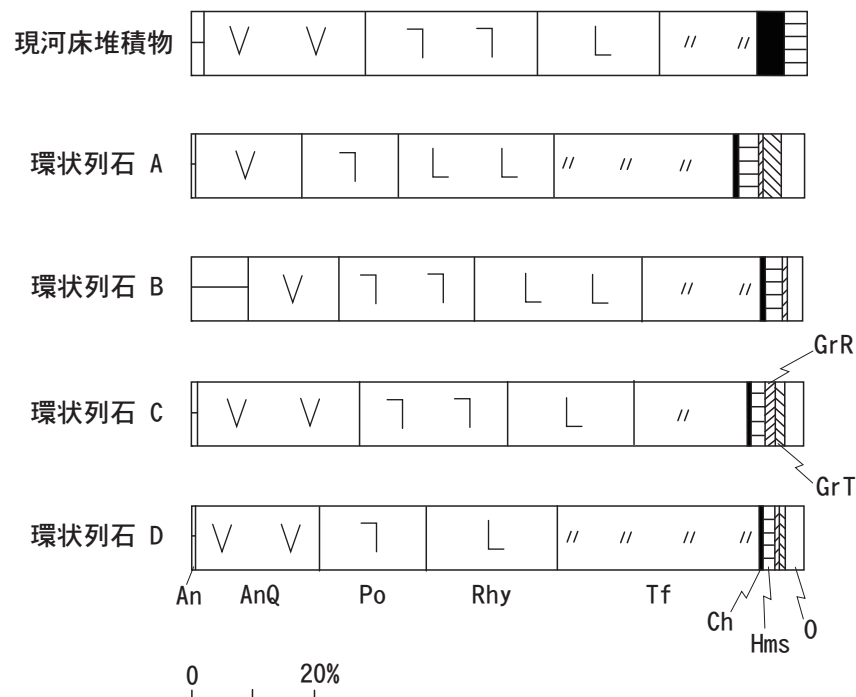 現河床堆積物
環状列石 A
環状列石 B
環状列石 C
GrR
GrT
環状列石 D
An AnQ Po Rhy Tf
Ch Hms O
0 20%